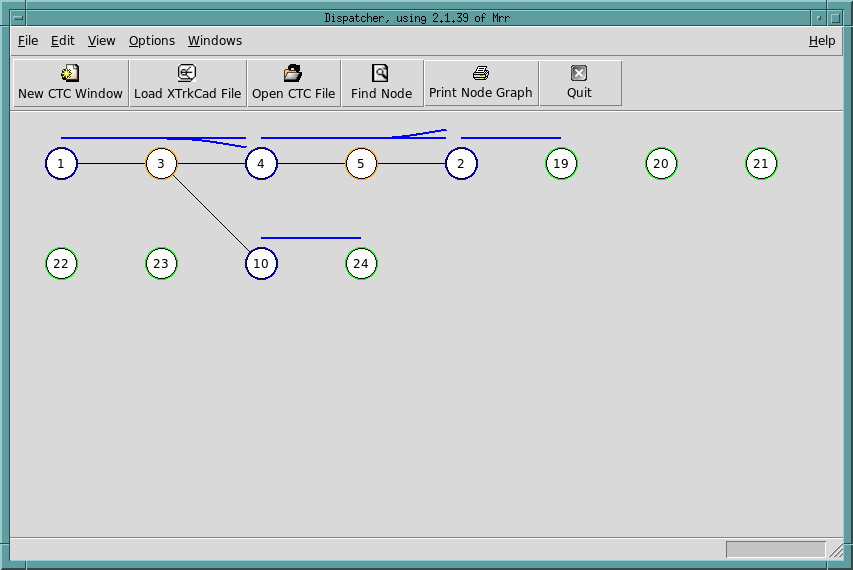 Dispatcher, using 2.1.39 of Mrr
File Edit View Options Windows Help
New CTC Window Load XTrkCad File Open CTC File Find Node Print Node Graph Quit
1 3 4 5 2 19 20 21
22 23 10 24